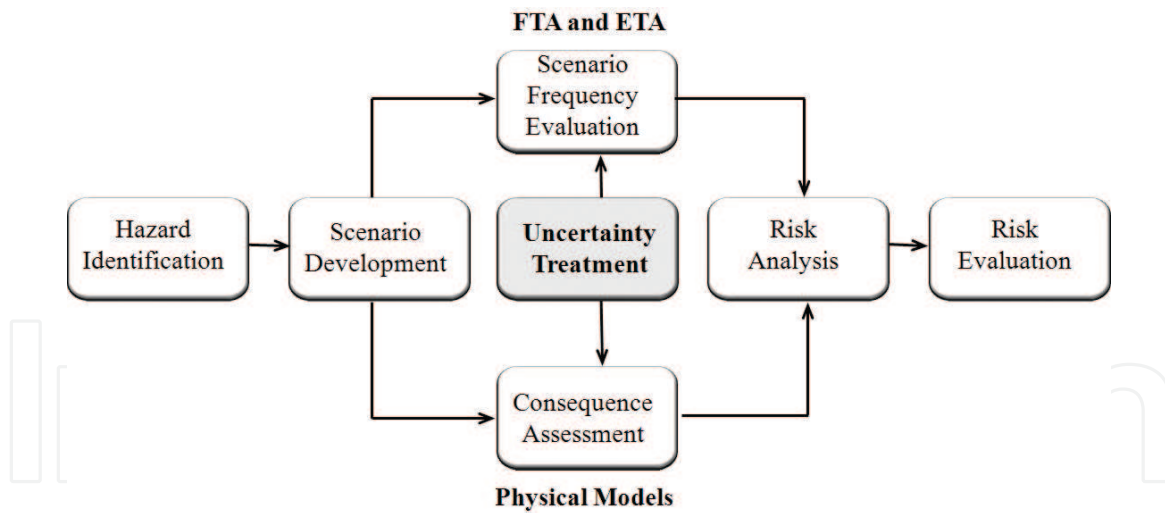 FTA and ETA
Scenario
Frequency
Evaluation
Hazard
Identification
Scenario
Development
Uncertainty
Treatment
Risk
Analysis
Risk
Evaluation
Consequence
Assessment
Physical Models